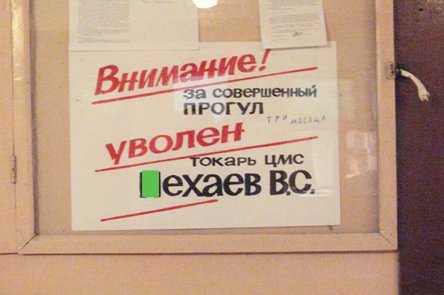 Внимание!
за совершенный
ПРОГУЛ
три месяца
уволен
токарь цмс
ехаев В.С.